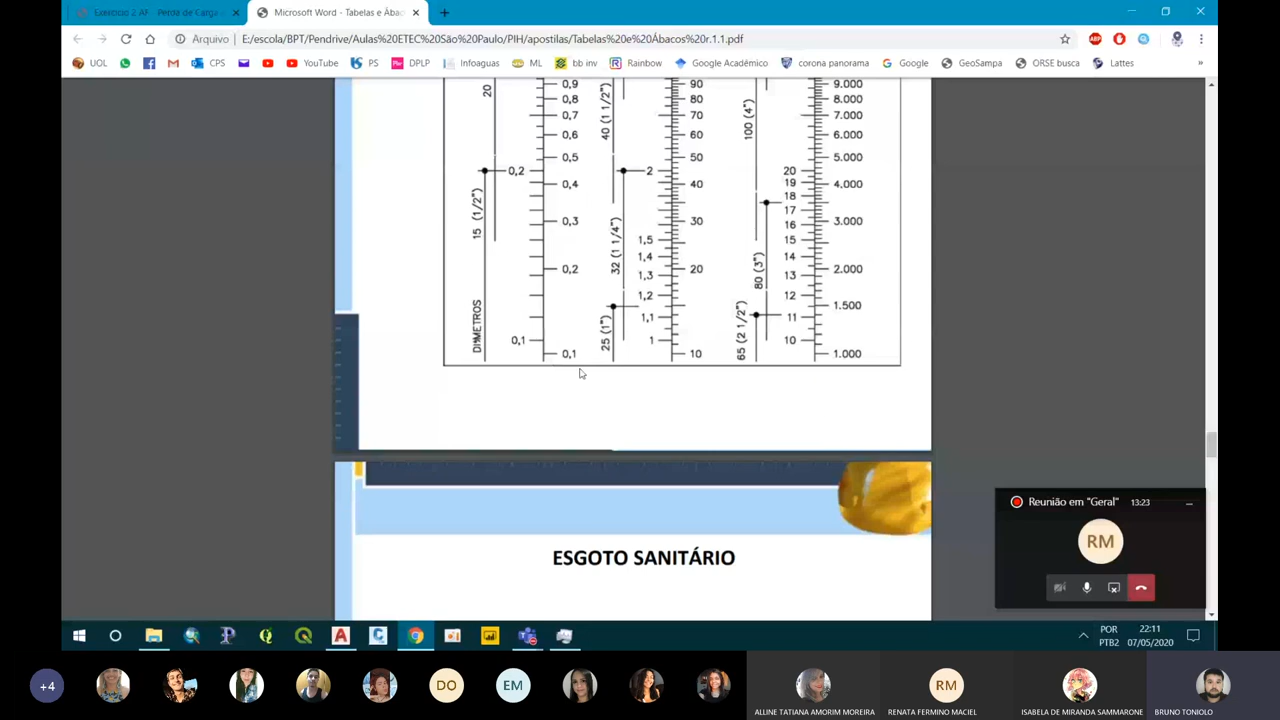 Exercício 2 AF - Perda de Carga
Microsoft Word - Tabelas e Ábac
Arquivo
E:/escola/BPT/Pendrive/Aulas%20ETEC%20São%20Paulo/PIH/apostilas/Tabelas%20e%20Ábacos%20r.1.1.pdf
ABP
UOL
CPS
YouTube
PS
DPLP
Infoaguas
ML
bb inv
Rainbow
Google Acadêmico
corona panorama
Google
GeoSampa
ORSE busca
Lattes
»
20
0,9
0,8
0,7
0,6
0,5
0,4
0,3
0,2
0,1
0,2
0,1
15 (1/2")
DIÂMETROS
40 (1 1/2")
32 (1 1/4")
25 (1")
2
1,5
1,4
1,3
1,2
1,1
1
90
80
70
60
50
40
30
20
10
100 (4")
80 (3")
65 (2 1/2")
20
19
18
17
16
15
14
13
12
11
10
9.000
8.000
7.000
6.000
5.000
4.000
3.000
2.000
1.500
1.000
ESGOTO SANITÁRIO
Reunião em "Geral"
13:23
RM
POR
PTB2
22:11
07/05/2020
+4
DO
EM
RM
ALLINE TATIANA AMORIM MOREIRA
RENATA FERMINO MACIEL
ISABELA DE MIRANDA SAMMARONE
BRUNO TONIOLO